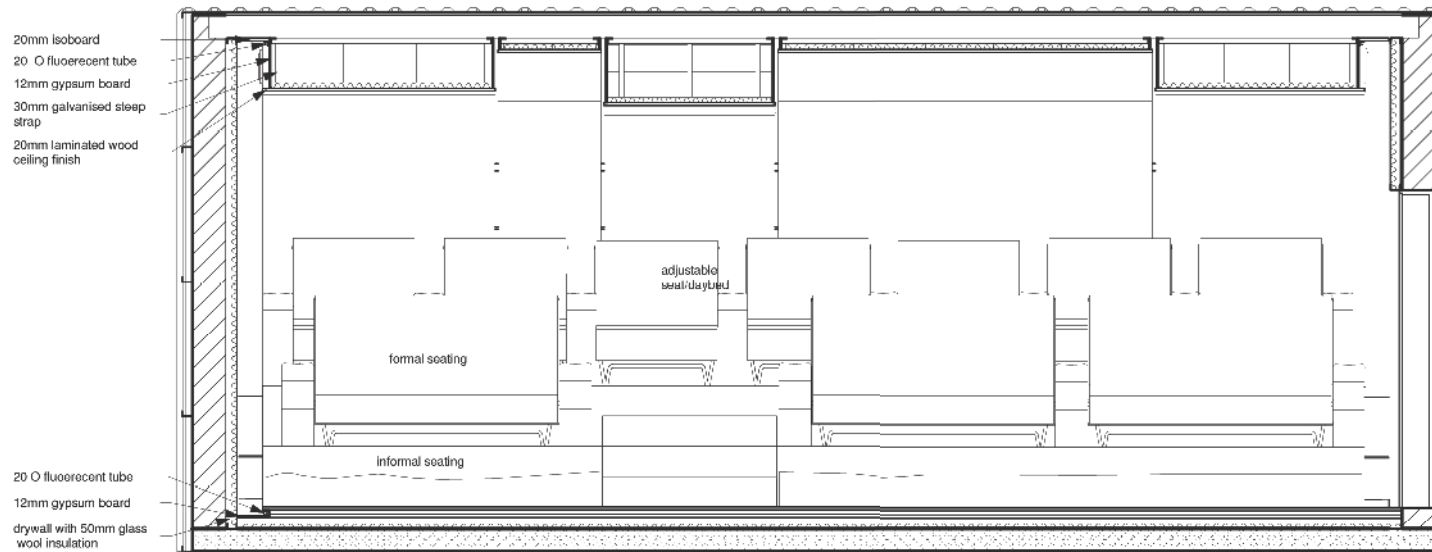 20mm isoboard
20 O fluoerecent tube
12mm gypsum board
30mm galvanised sleep
strap
20mm laminated wood
ceiling finish
adjustable
seat/daybed
formal seating
informal seating
20 O fluoerecent tube
12mm gypsum board
drywall with 50mm glass
wool insulation